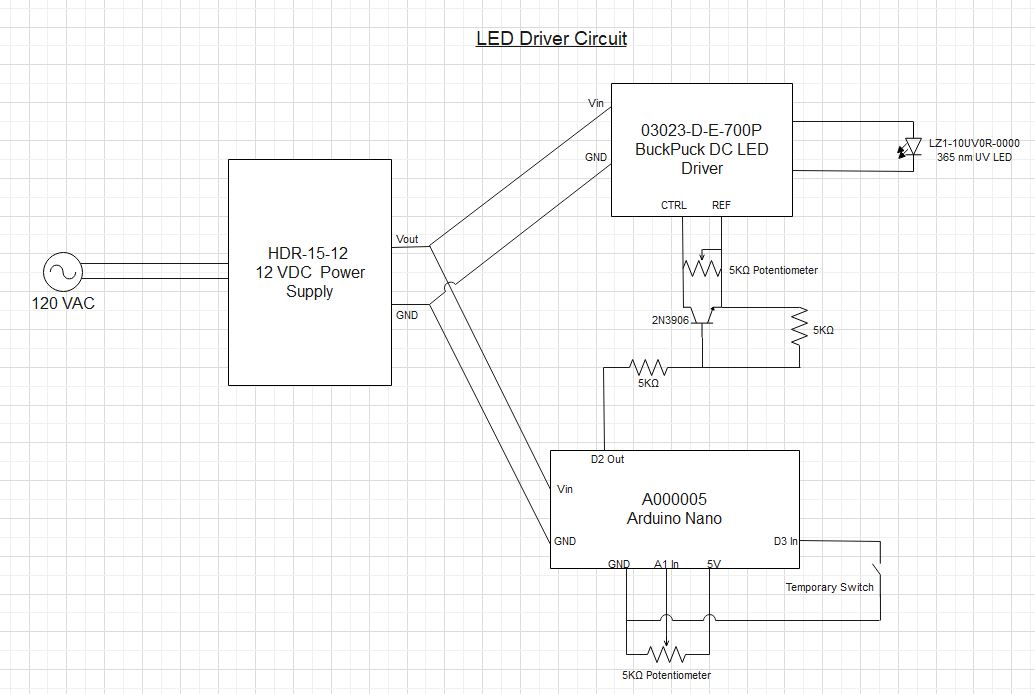 LED Driver Circuit
Vin
03023-D-E-700P
BuckPuck DC LED
Driver
GND
CTRL
REF
LZ1-10UV0R-0000
365 nm UV LED
HDR-15-12
12 VDC Power
Supply
Vout
GND
120 VAC
5KΩ Potentiometer
2N3906
5KΩ
5KΩ
D2 Out
Vin
A000005
Arduino Nano
GND
D3 In
GND
A1 In
5V
Temporary Switch
5KΩ Potentiometer